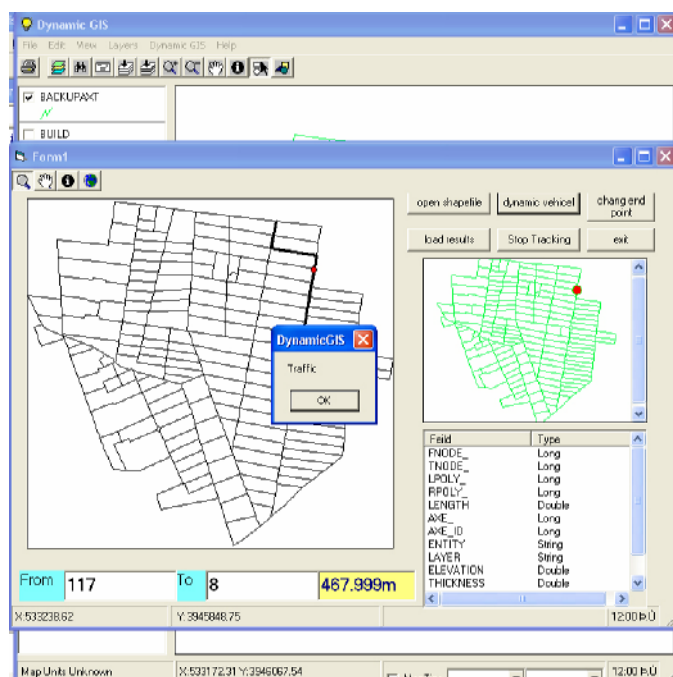 Dynamic GIS
File Edit View Layers Dynamic GIS Help
BACKUPAXT
BUILD
Form1
open shapefile dynamic vehicel chang end point
load results Stop Tracking exit
DynamicGIS
Traffic
OK
Feild Type
FNODE_ Long
TNODE_ Long
LPOLY_ Long
RPOLY_ Long
LENGTH Double
AXE_ Long
AXE_ID Long
ENTITY String
LAYER String
ELEVATION Double
THICKNESS Double
From 117 To 8 467.999m
X:533238.62 Y:3945848.75 12:00 Þ.Ù
Map Units Unknown X:533172.31 Y:3946067.54 12:00 Þ.Ù